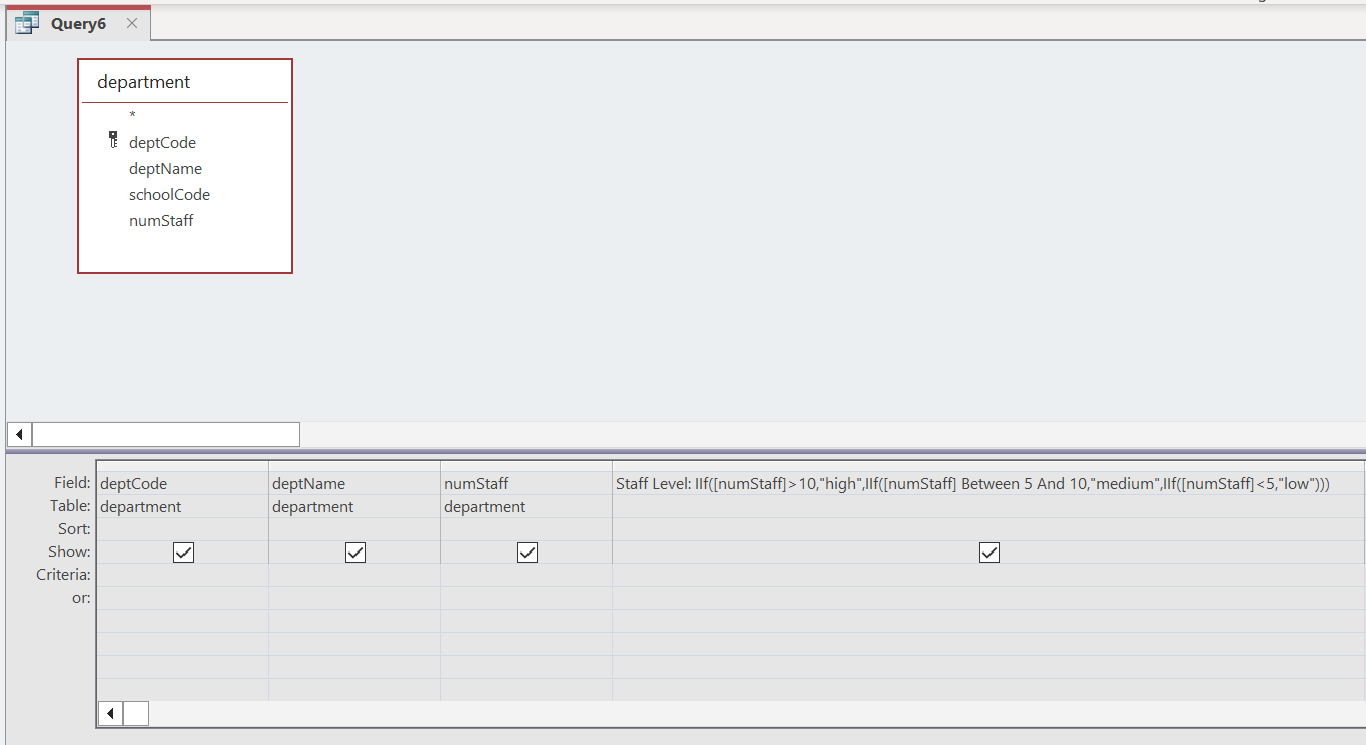 Query6
department
*
deptCode
deptName
schoolCode
numStaff
Field: deptCode deptName numStaff Staff Level: IIf([numStaff]>10,"high",IIf([numStaff] Between 5 And 10,"medium",IIf([numStaff]<5,"low")))
Table: department department department
Sort:
Show:
Criteria:
or: